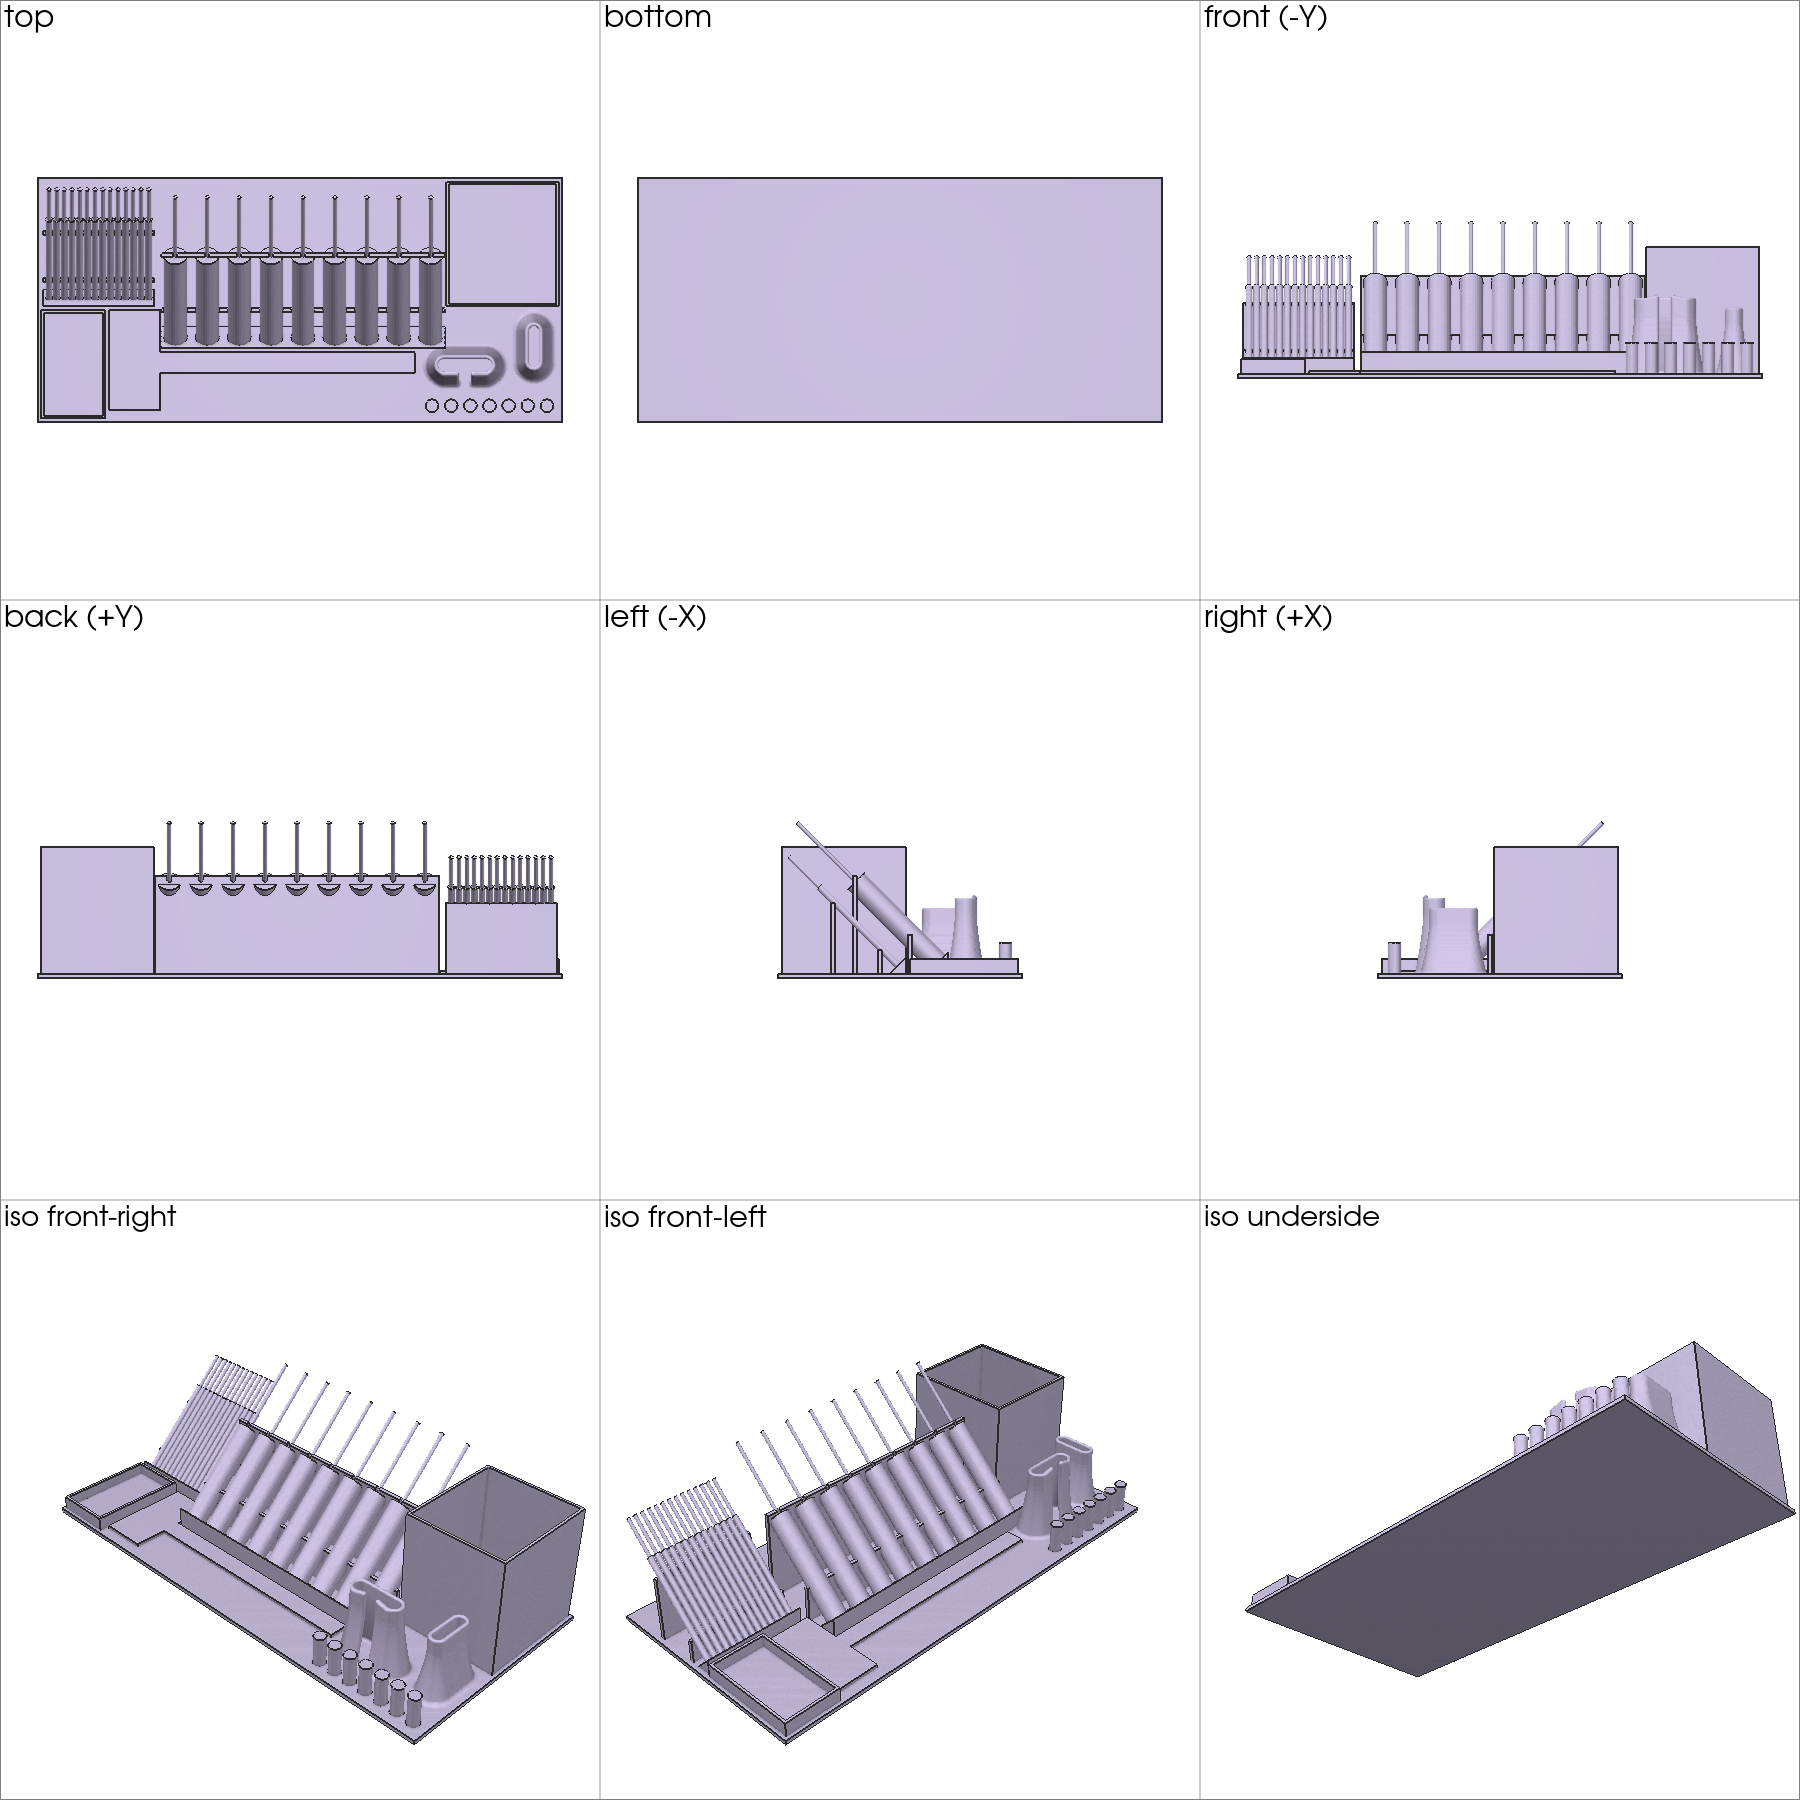 top
bottom
front (-Y)
back (+Y)
left (-X)
right (+X)
iso front-right
iso front-left
iso underside